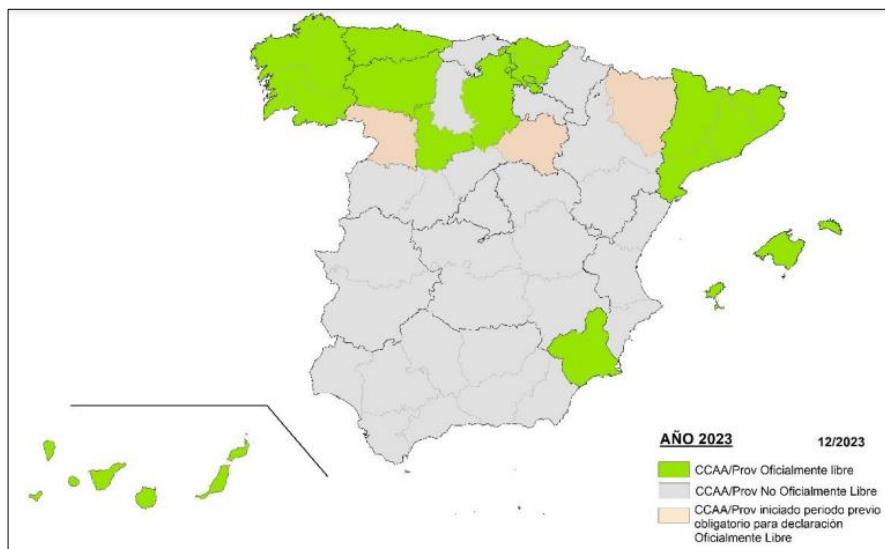 AÑO 2023 12/2023
CCAA/Prov Oficialmente libre
CCAA/Prov No Oficialmente Libre
CCAA/Prov iniciado periodo previo
obligatorio para declaración
Oficialmente Libre